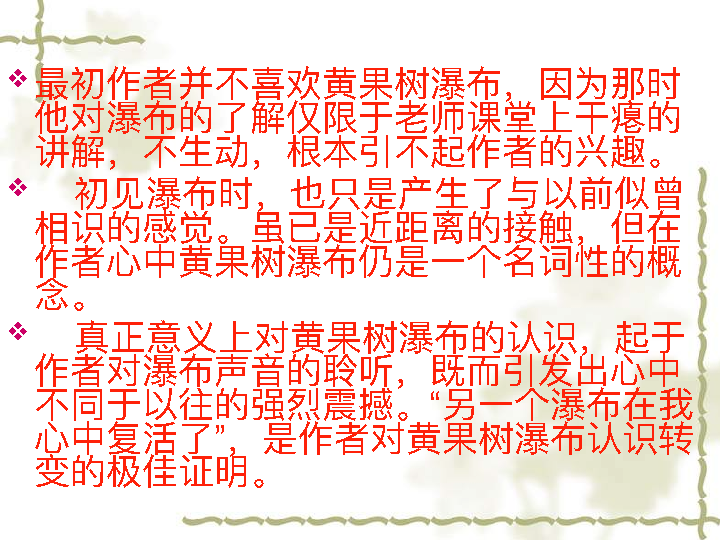 最初作者并不喜欢黄果树瀑布，因为那时
他对瀑布的了解仅限于老师课堂上干瘪的
讲解，不生动，根本引不起作者的兴趣。
初见瀑布时，也只是产生了与以前似曾
相识的感觉。虽已是近距离的接触，但在
作者心中黄果树瀑布仍是一个名词性的概
念。
真正意义上对黄果树瀑布的认识，起于
作者对瀑布声音的聆听，既而引发出心中
不同于以往的强烈震撼。“另一个瀑布在我
心中复活了”，是作者对黄果树瀑布认识转
变的极佳证明。